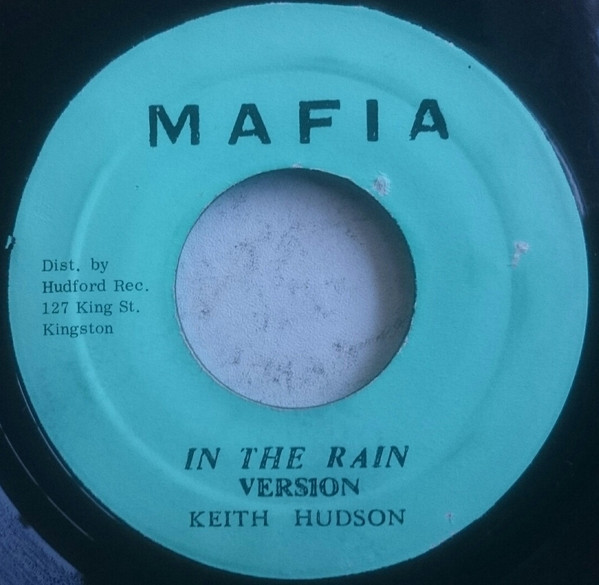 MAFIA
Dist. by
Hudford Rec.
127 King St.
Kingston
IN THE RAIN
VERSION
KEITH HUDSON